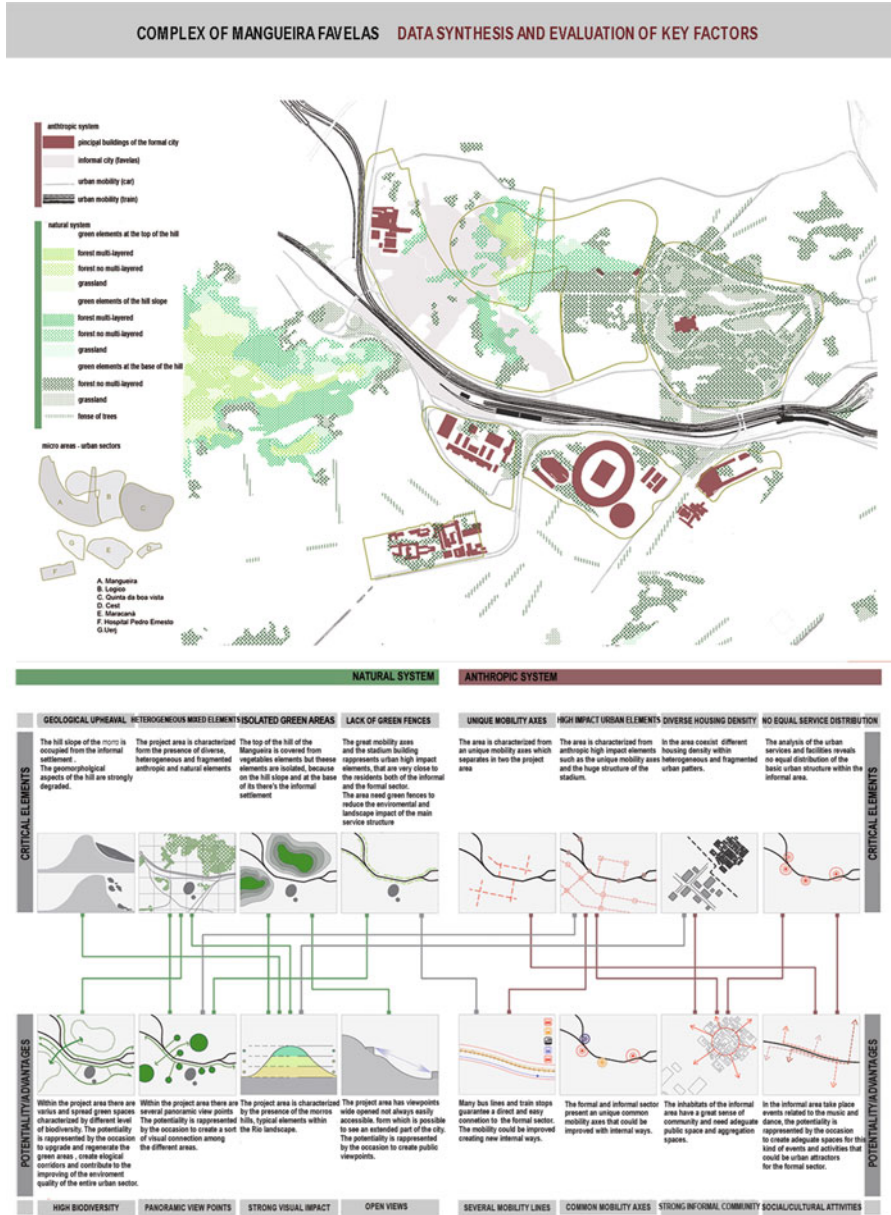 COMPLEX OF MANGUEIRA FAVELAS DATA SYNTHESIS AND EVALUATION OF KEY FACTORS
anthtropic system
pincipal buildings of the formal city
informal city (favelas)
urban mobility (car)
urban mobility (train)
natural system
green elements at the top of the hill
forest multi-layered
forest no multi-layered
grassland
green elements of the hill slope
forest multi-layered
forest no multi-layered
grassland
green elements at the base of the hill
forest no multi-layered
grassland
fense of trees
micro areas - urban sectors
A
B
C
G
E
D
F
A. Mangueira
B. Logico
C. Quinta da boa vista
D. Cest
E. Maracaná
F. Hospital Pedro Ernesto
G.Uerj
NATURAL SYSTEM
ANTHROPIC SYSTEM
CRITICAL ELEMENTS
GEOLOGICAL UPHEAVAL
The hill slope of the morro is
occupied from the informal
settlement .
The geomorpholgical
aspects of the hill are strongly
degraded.
HETEROGENEOUS MIXED ELEMENTS
The project area is characterized
form the presence of diverse,
heterogeneous and fragmented
anthropic and natural elements
ISOLATED GREEN AREAS
The top of the hill of the
Mangueira is covered from
vegetables elements but theese
elements are isolated, because
on the hill slope and at the base
of its there's the informal
settlement
LACK OF GREEN FENCES
The great mobility axes
and the stadium building
rappresents urban high impact
elements, that are very close to
the residents both of the informal
and the formal sector.
The area need green fences to
reduce the enviromental and
landscape impact of the main
service structure
UNIQUE MOBILITY AXES
The area is characterized from
an unique mobility axes which
separates in two the project
area
HIGH IMPACT URBAN ELEMENTS
The area is characterized from
anthropic high impact elements
such as the unique mobility axes
and the huge structure of the
stadium.
DIVERSE HOUSING DENSITY
In the area coexist different
housing density within
heterogeneous and fragmented
urban patters.
NO EQUAL SERVICE DISTRIBUTION
The analysis of the urban
services and facilities reveals
no equal distribution of the
basic urban structure within the
informal area.
CRITICAL ELEMENTS
POTENTIALITY/ADVANTAGES
Within the project area there are
varius and spread green spaces
characterized by different level
of biodiversity. The potentiality
is rappresented by the occasion
to upgrade and regenerate the
green areas , create elogical
corridors and contribute to the
improving of the enviroment
quality of the entire urban sector.
HIGH BIODIVERSITY
Within the project area there are
several panoramic view points
The potentiality is rappresented
by the occasion to create a sort
of visual connection among
the different areas.
PANORAMIC VIEW POINTS
The project area is characterized
by the presence of the morros
hills, typical elements within
the Rio landscape.
STRONG VISUAL IMPACT
The project area has viewpoints
wide opened not always easily
accessible, form which is possible
to see an extended part of the city.
The potentiality is rappresented
by the occasion to create public
viewpoints.
OPEN VIEWS
Many bus lines and train stops
guarantee a direct and easy
connetion to the formal sector.
The mobility could be improved
creating new internal ways.
SEVERAL MOBILITY LINES
The formal and informal sector
present an unique common
mobility axes that could be
improved with internal ways.
COMMON MOBILITY AXES
The inhabitats of the informal
area have a great sense of
community and need adeguate
public space and aggregation
spaces.
STRONG INFORMAL COMMUNITY
In the informal area take place
events related to the music and
dance, the potentiality is
rappresented by the occasion
to create adeguate spaces for this
kind of events and activities that
could be urban attractors
for the formal sector.
SOCIAL/CULTURAL ATTIVITIES
POTENTIALITY/ADVANTAGES